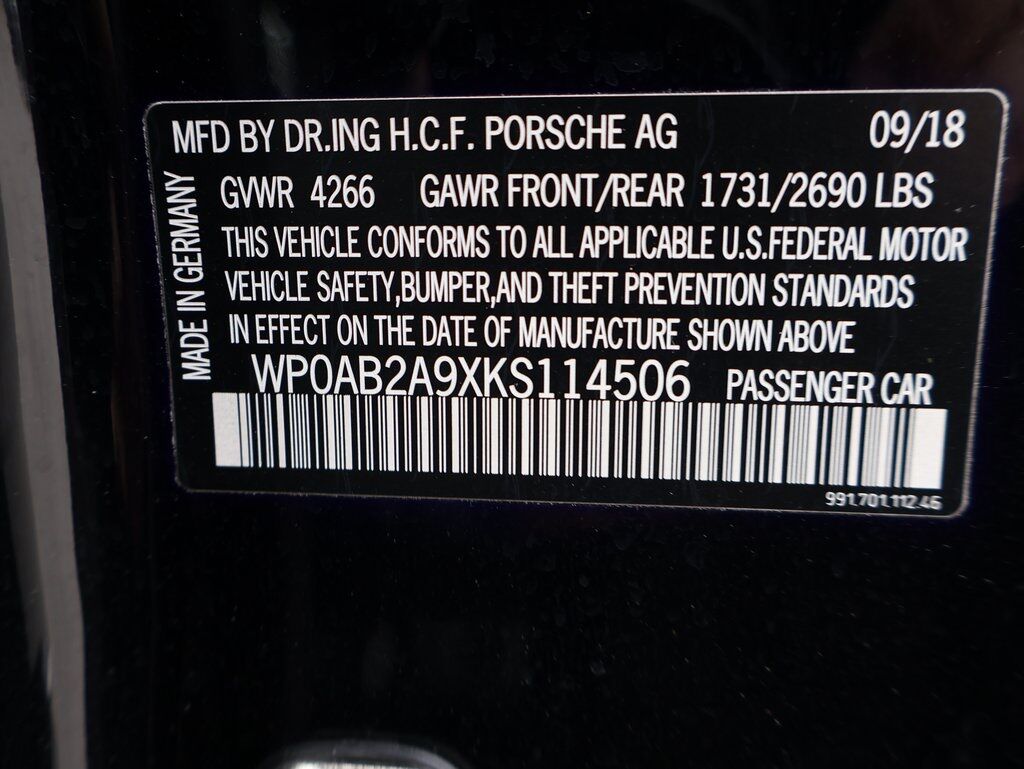 MFD BY DR.ING H.C.F. PORSCHE AG 09/18
MADE IN GERMANY
GVWR 4266 GAWR FRONT/REAR 1731/2690 LBS
THIS VEHICLE CONFORMS TO ALL APPLICABLE U.S.FEDERAL MOTOR
VEHICLE SAFETY,BUMPER,AND THEFT PREVENTION STANDARDS
IN EFFECT ON THE DATE OF MANUFACTURE SHOWN ABOVE
WP0AB2A9XKS114506 PASSENGER CAR
991.701.112.46